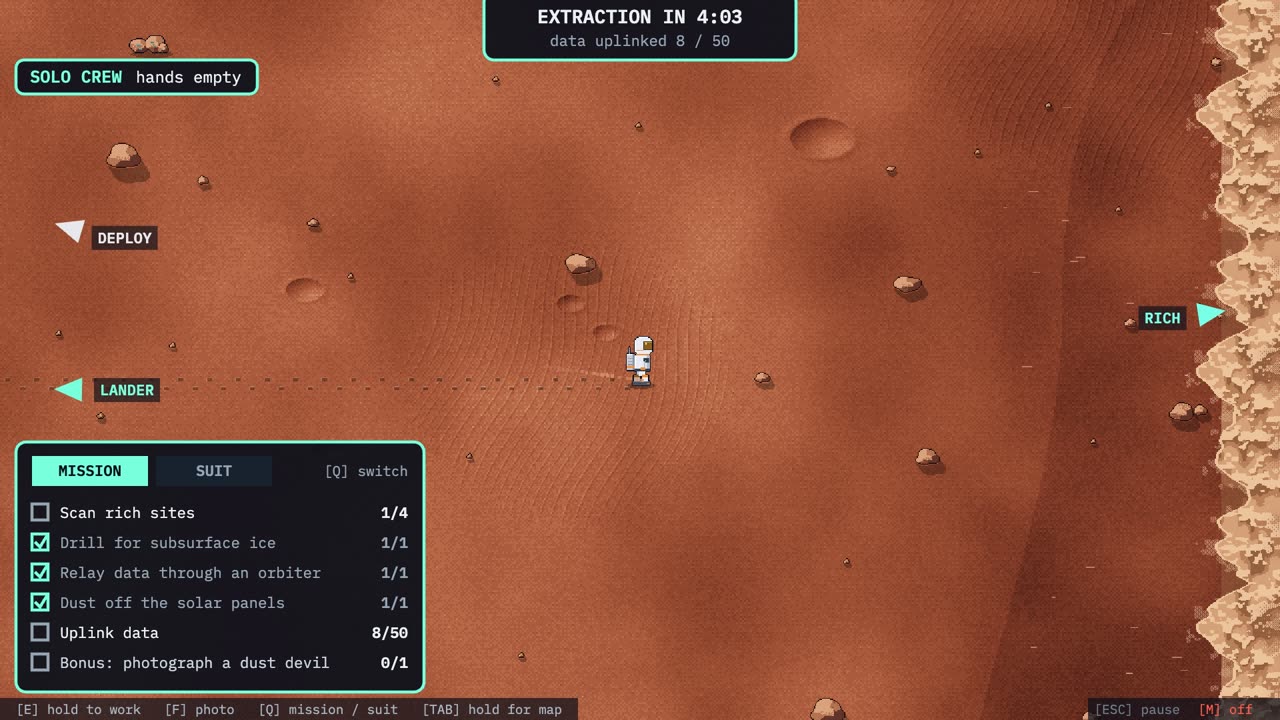 EXTRACTION IN 4:03
data uplinked 8 / 50
SOLO CREW hands empty
DEPLOY
RICH
LANDER
MISSION SUIT [Q] switch
Scan rich sites 1/4
Drill for subsurface ice 1/1
Relay data through an orbiter 1/1
Dust off the solar panels 1/1
Uplink data 8/50
Bonus: photograph a dust devil 0/1
[E] hold to work [F] photo [Q] mission / suit [TAB] hold for map [ESC] pause [M] off